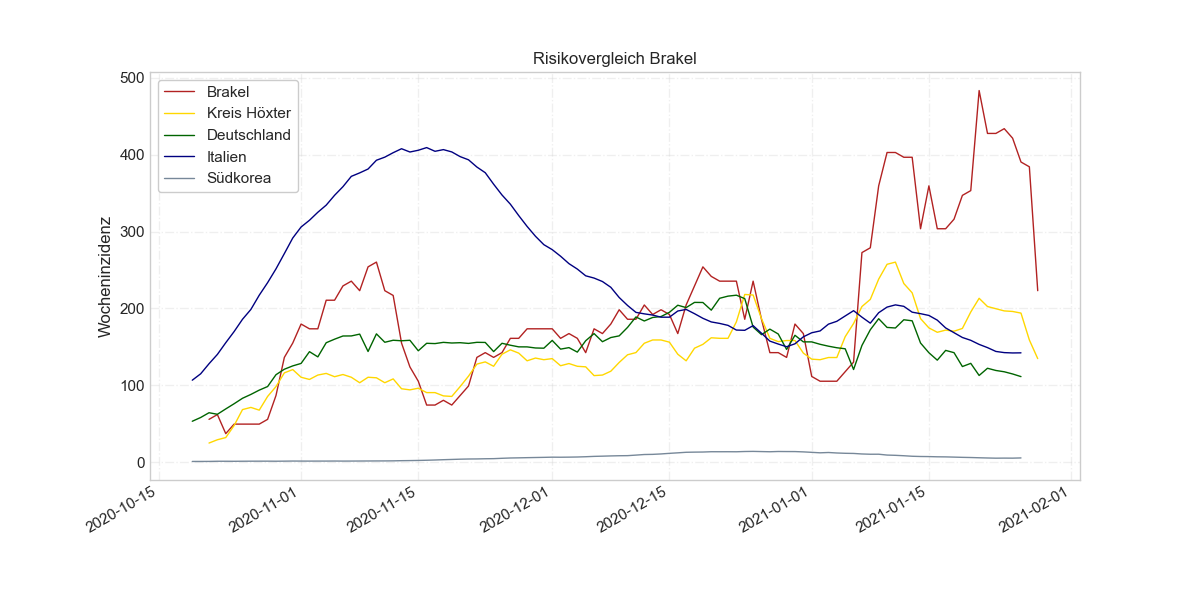 Risikovergleich Brakel
Wocheninzidenz
500
400
300
200
100
0
Brakel
Kreis Höxter
Deutschland
Italien
Südkorea
2020-10-15
2020-11-01
2020-11-15
2020-12-01
2020-12-15
2021-01-01
2021-01-15
2021-02-01